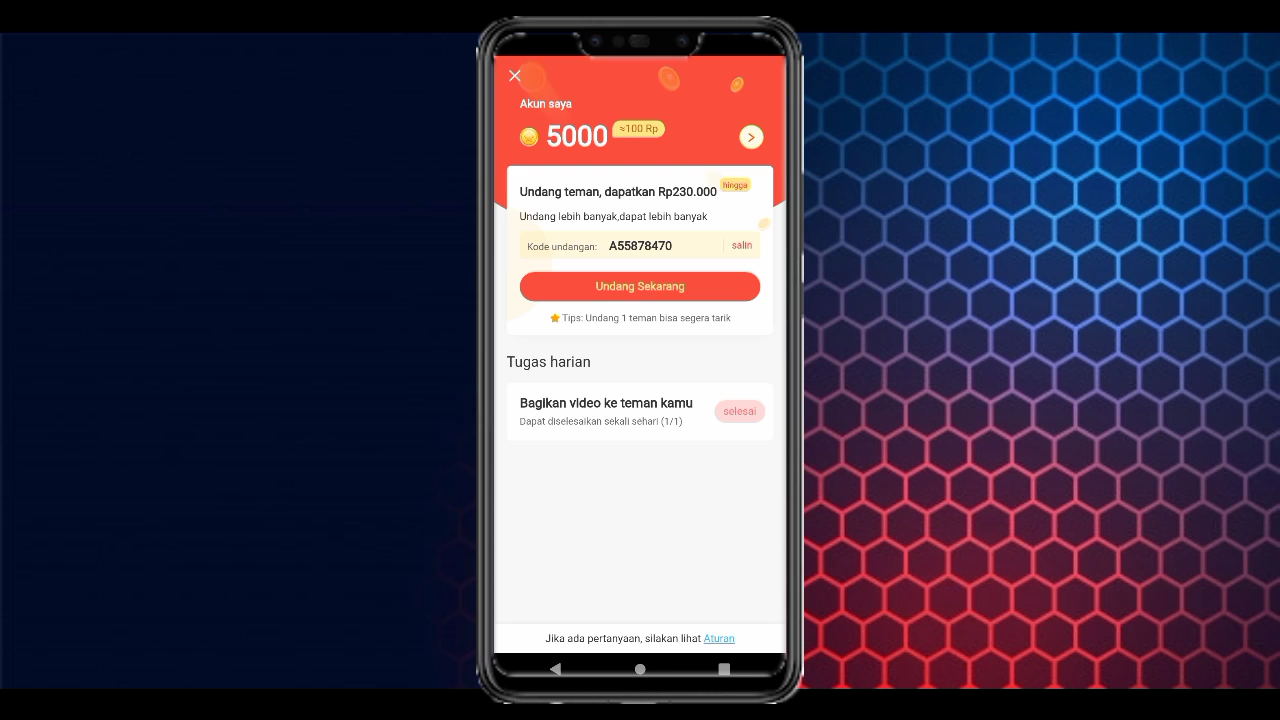 Akun saya
5000 ≈100 Rp
Undang teman, dapatkan Rp230.000 hingga
Undang lebih banyak,dapat lebih banyak
Kode undangan: A55878470 salin
Undang Sekarang
Tips: Undang 1 teman bisa segera tarik
Tugas harian
Bagikan video ke teman kamu
selesai
Dapat diselesaikan sekali sehari (1/1)
Jika ada pertanyaan, silakan lihat Aturan